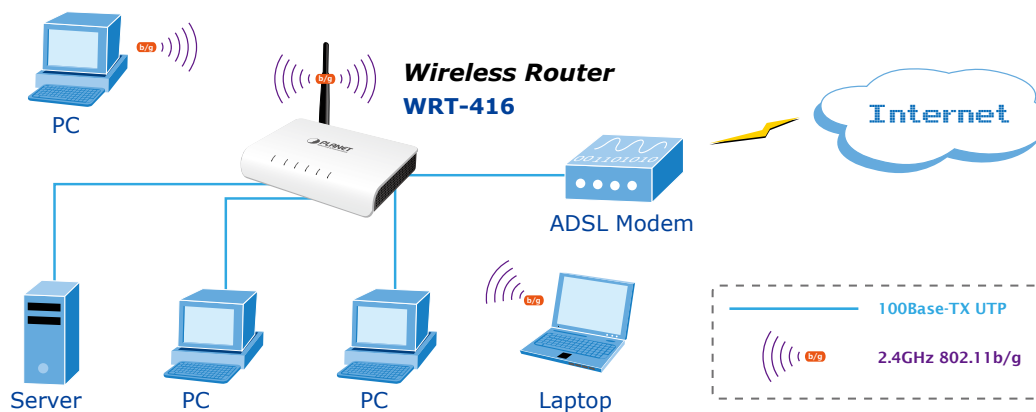 b/g
PC
b/g
Wireless Router
WRT-416
PLANET
Internet
001101010
ADSL Modem
b/g
Server
PC
PC
Laptop
100Base-TX UTP
b/g
2.4GHz 802.11b/g